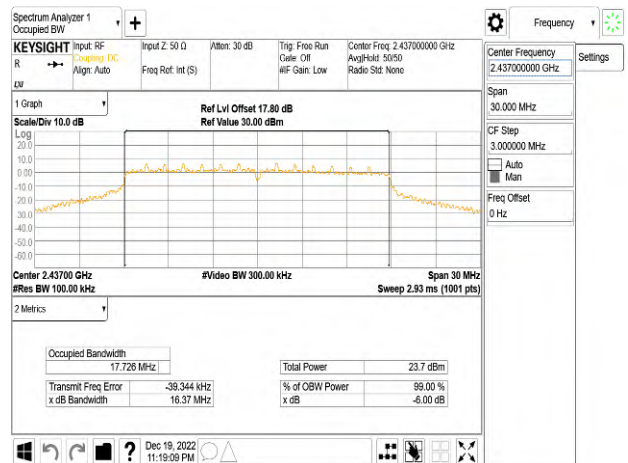 Spectrum Analyzer 1
Occupied BW
Frequency
KEYSIGHT
R
Input: RF
Coupling: DC
Align: Auto
Input Z: 50 Ω
Freq Ref: Int (S)
Atten: 30 dB
Trig: Free Run
Gate: Off
#IF Gain: Low
Center Freq: 2.437000000 GHz
Avg|Hold: 50/50
Radio Std: None
Center Frequency
2.437000000 GHz
Settings
Span
30.000 MHz
CF Step
3.000000 MHz
Auto
Man
Freq Offset
0 Hz
1 Graph
Scale/Div 10.0 dB
Ref Lvl Offset 17.80 dB
Ref Value 30.00 dBm
Log
20.0
10.0
0.00
-10.0
-20.0
-30.0
-40.0
-50.0
-60.0
Center 2.43700 GHz
#Video BW 300.00 kHz
Span 30 MHz
#Res BW 100.00 kHz
Sweep 2.93 ms (1001 pts)
2 Metrics
Occupied Bandwidth
17.726 MHz
Total Power 23.7 dBm
Transmit Freq Error -39.344 kHz
% of OBW Power 99.00 %
x dB Bandwidth 16.37 MHz
x dB -6.00 dB
?
Dec 19, 2022
11:19:09 PM